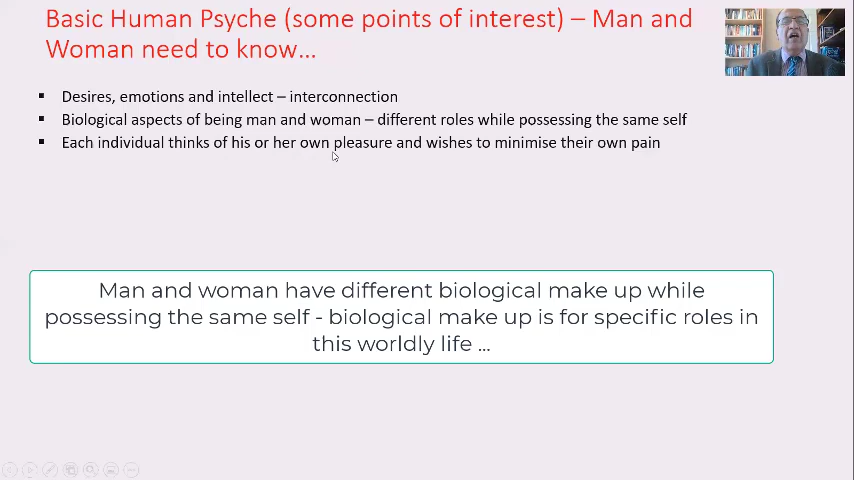 Basic Human Psyche (some points of interest) – Man and
Woman need to know…
▪ Desires, emotions and intellect – interconnection
▪ Biological aspects of being man and woman – different roles while possessing the same self
▪ Each individual thinks of his or her own pleasure and wishes to minimise their own pain
Man and woman have different biological make up while
possessing the same self - biological make up is for specific roles in
this worldly life ...